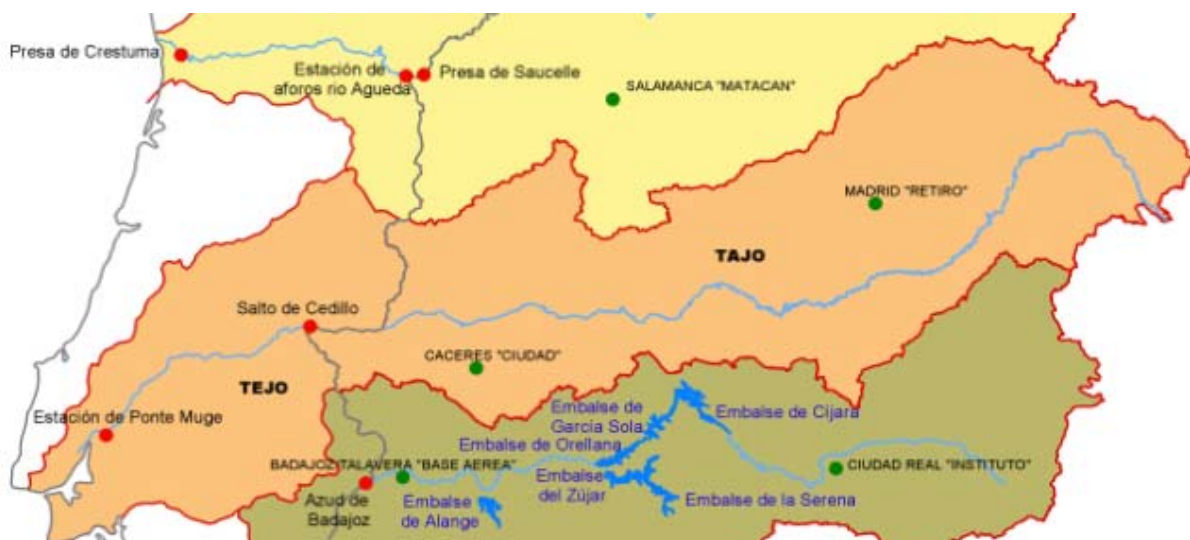 Presa de Crestuma
Estación de
aforos rio Agueda
Presa de Saucelle
SALAMANCA "MATACAN"
MADRID "RETIRO"
TAJO
Salto de Cedillo
CACERES "CIUDAD"
TEJO
Estación de Ponte Muge
Embalse de
García Sola
Embalse de Cijara
Embalse de Orellana
BADAJOZ/TALAVERA "BASE AEREA"
Embalse
del Zújar
CIUDAD REAL "INSTITUTO"
Azud de
Badajoz
Embalse
de Alange
Embalse de la Serena